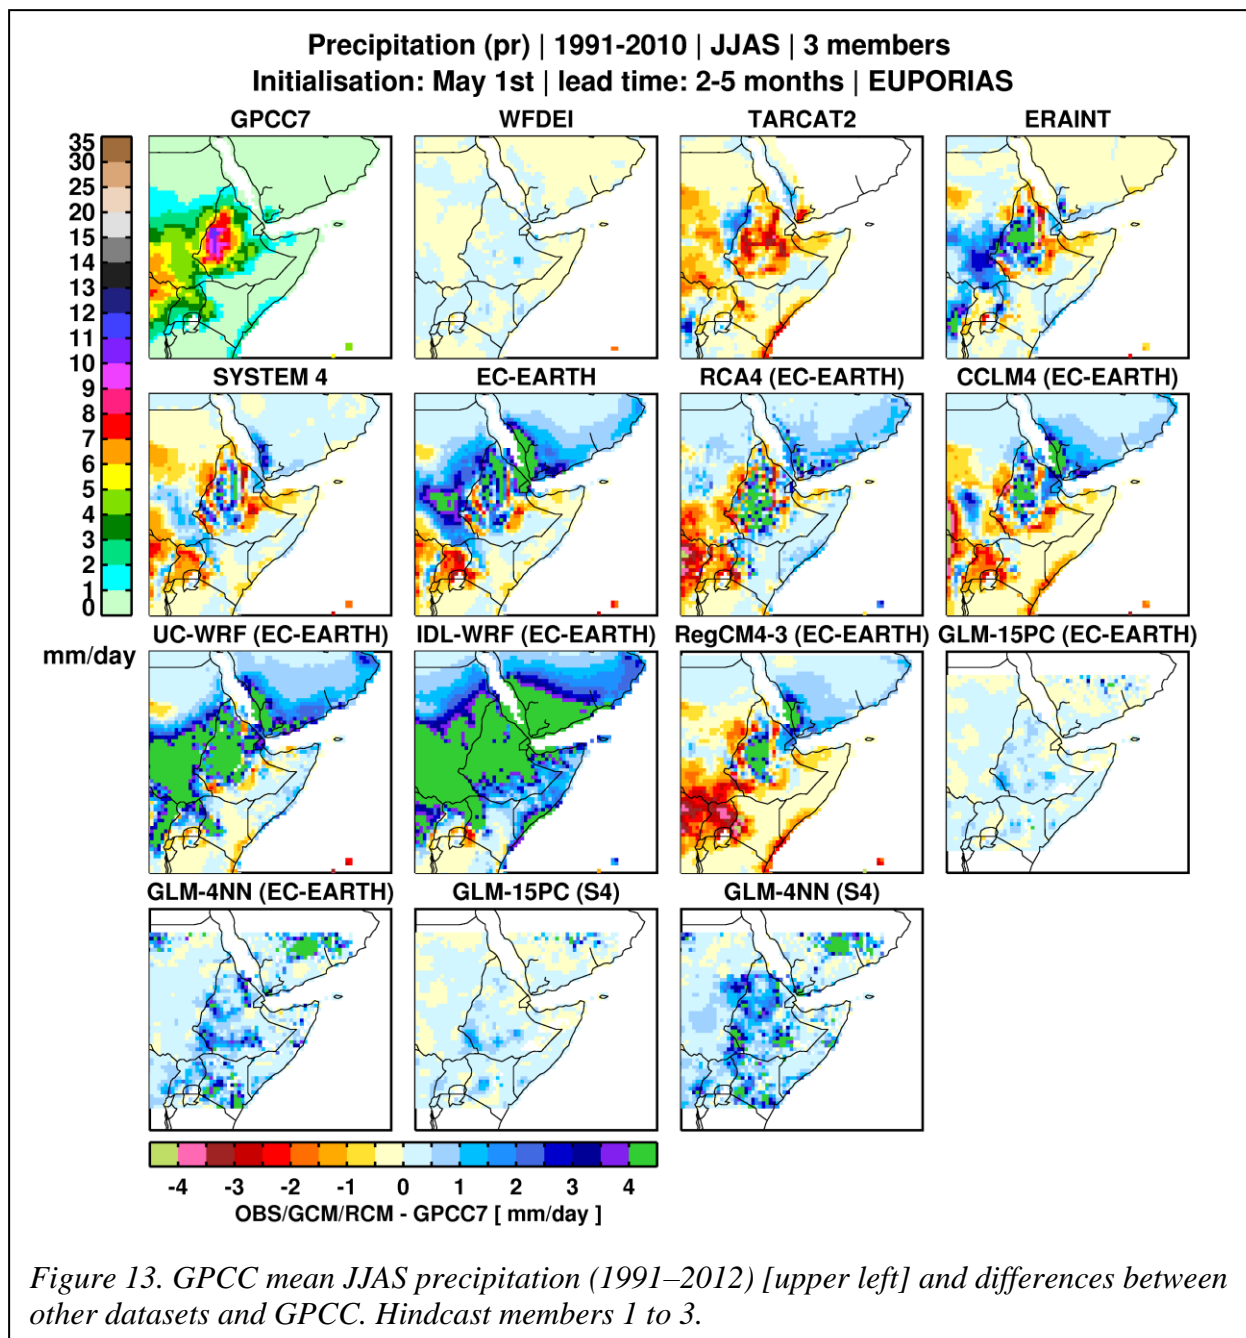 Precipitation (pr) | 1991-2010 | JJAS | 3 members
Initialisation: May 1st | lead time: 2-5 months | EUPORIAS
GPCC7 WFDEI TARCAT2 ERAINT
35
30
25
20
15
14
13
12
11
10
9
8
7
6
5
4
3
2
1
0
mm/day
SYSTEM 4 EC-EARTH RCA4 (EC-EARTH) CCLM4 (EC-EARTH)
UC-WRF (EC-EARTH) IDL-WRF (EC-EARTH) RegCM4-3 (EC-EARTH) GLM-15PC (EC-EARTH)
GLM-4NN (EC-EARTH) GLM-15PC (S4) GLM-4NN (S4)
-4 -3 -2 -1 0 1 2 3 4
OBS/GCM/RCM - GPCC7 [ mm/day ]
Figure 13. GPCC mean JJAS precipitation (1991–2012) [upper left] and differences between
other datasets and GPCC. Hindcast members 1 to 3.